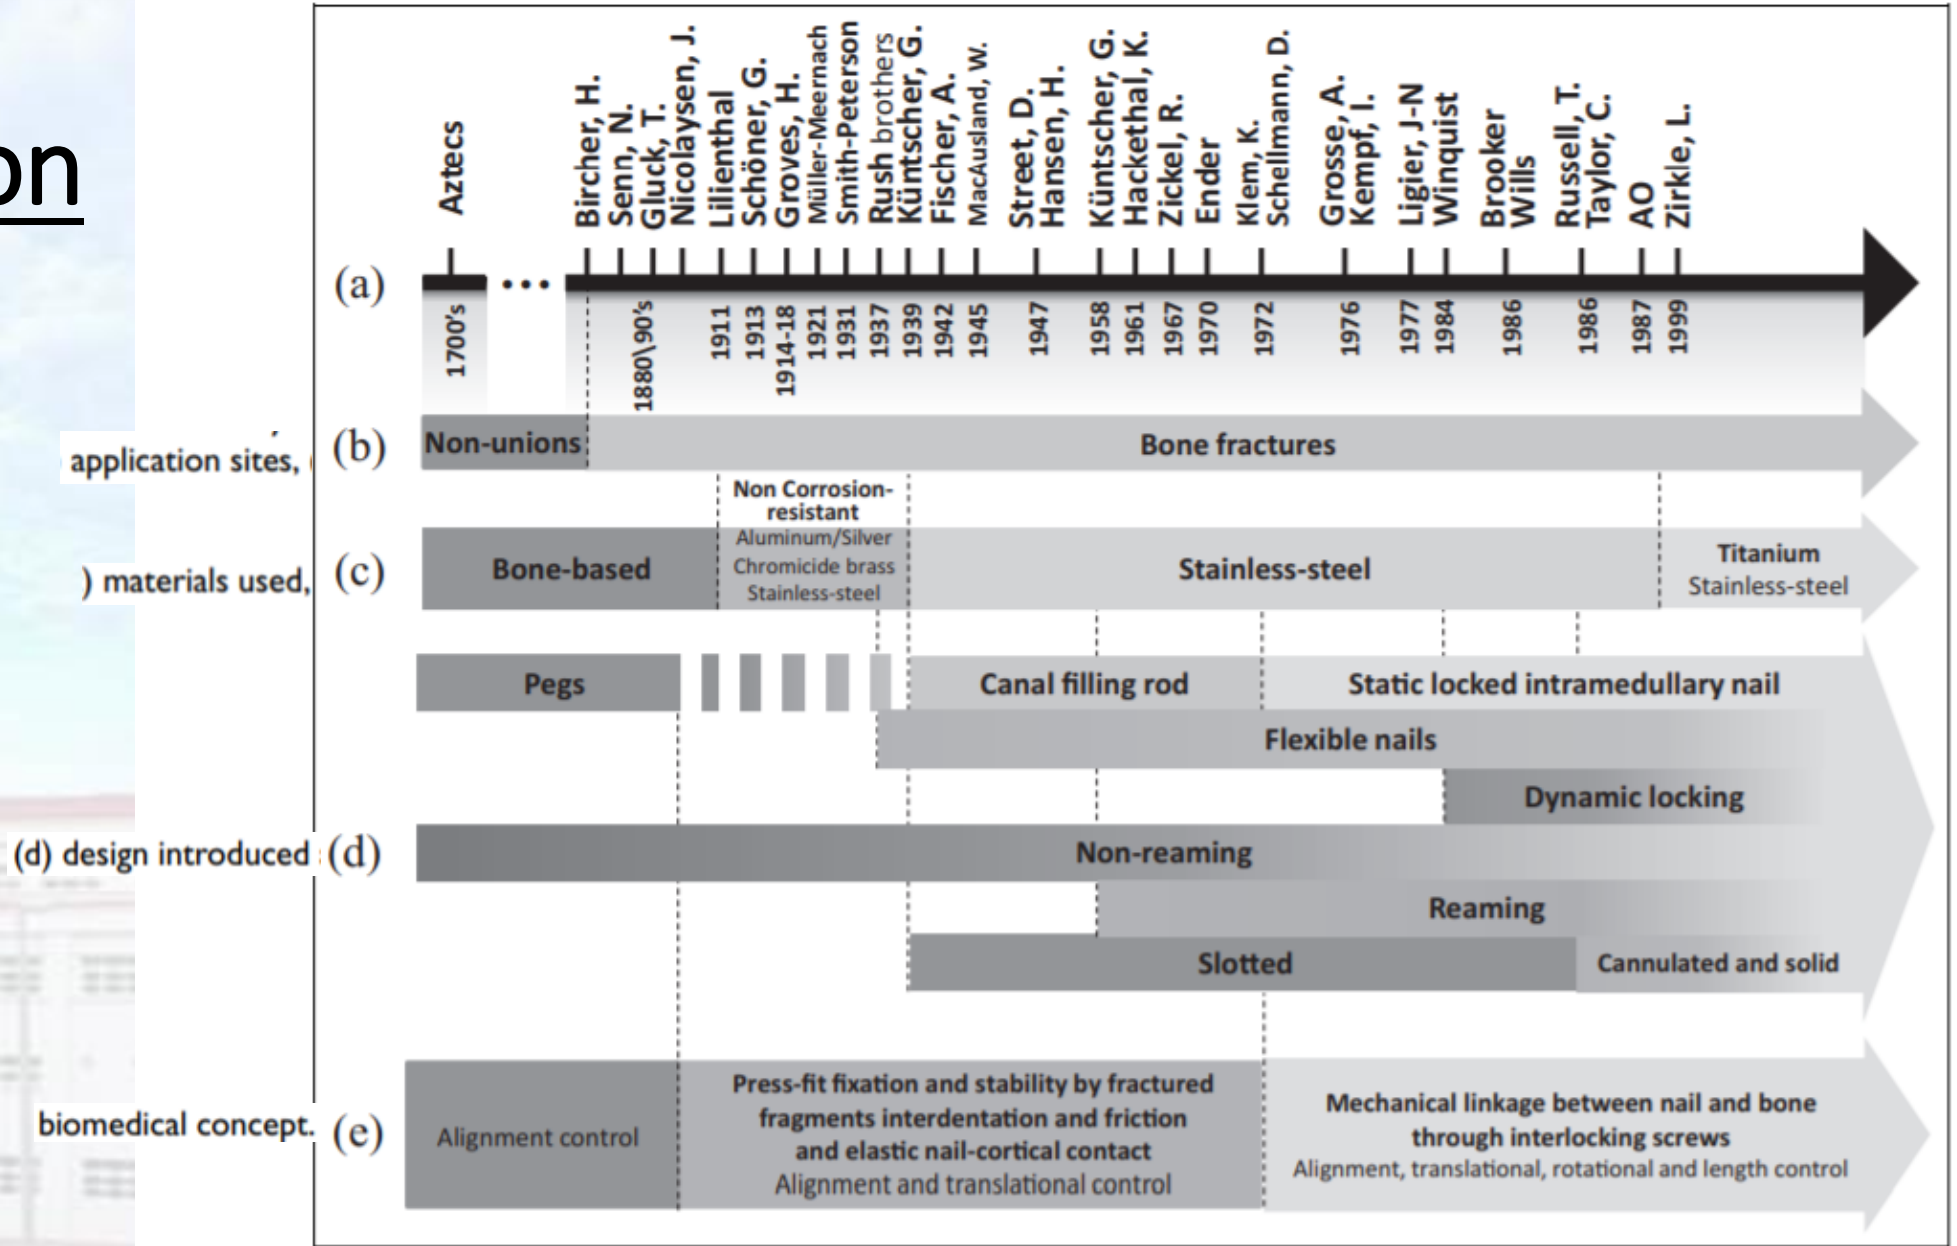 on
Aztecs
Bircher, H.
Senn, N.
Gluck, T.
Nicolaysen, J.
Lilienthal
Schöner, G.
Groves, H.
Müller-Meernach
Smith-Peterson
Rush brothers
Küntscher, G.
Fischer, A.
MacAusland, W.
Street, D.
Hansen, H.
Küntscher, G.
Hackethal, K.
Zickel, R.
Ender
Klem, K.
Schellmann, D.
Grosse, A.
Kempf, I.
Ligier, J-N
Winquist
Brooker
Wills
Russell, T.
Taylor, C.
AO
Zirkle, L.
(a)
...
1700's
1880\90's
1911
1913
1914-18
1921
1931
1937
1939
1942
1945
1947
1958
1961
1967
1970
1972
1976
1977
1984
1986
1986
1987
1999
application sites,
(b)
Non-unions
Bone fractures
) materials used,
(c)
Bone-based
Non Corrosion-
resistant
Aluminum/Silver
Chromicide brass
Stainless-steel
Stainless-steel
Titanium
Stainless-steel
Pegs
Canal filling rod
Static locked intramedullary nail
Flexible nails
Dynamic locking
(d) design introduced
(d)
Non-reaming
Reaming
Slotted
Cannulated and solid
biomedical concept.
(e)
Alignment control
Press-fit fixation and stability by fractured
fragments interdentation and friction
and elastic nail-cortical contact
Alignment and translational control
Mechanical linkage between nail and bone
through interlocking screws
Alignment, translational, rotational and length control